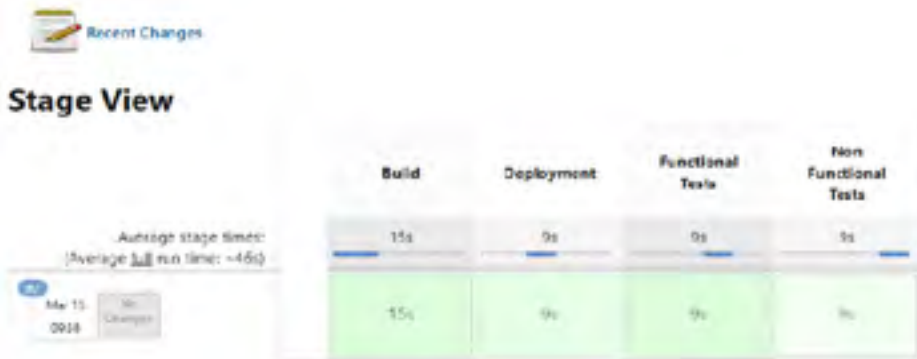 Recent Changes
Stage View
Build
Deployment
Functional
Tests
Non
Functional
Tests
Average stage times:
(Average full run time: ~46s)
15s
9s
9s
9s
Mar 15
No
Changes
15s
9s
9s
9s